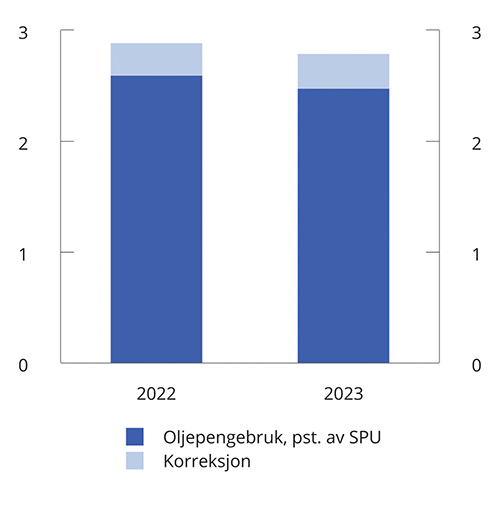 3 3
2 2
1 1
0 0
2022 2023
Oljepengebruk, pst. av SPU
Korreksjon